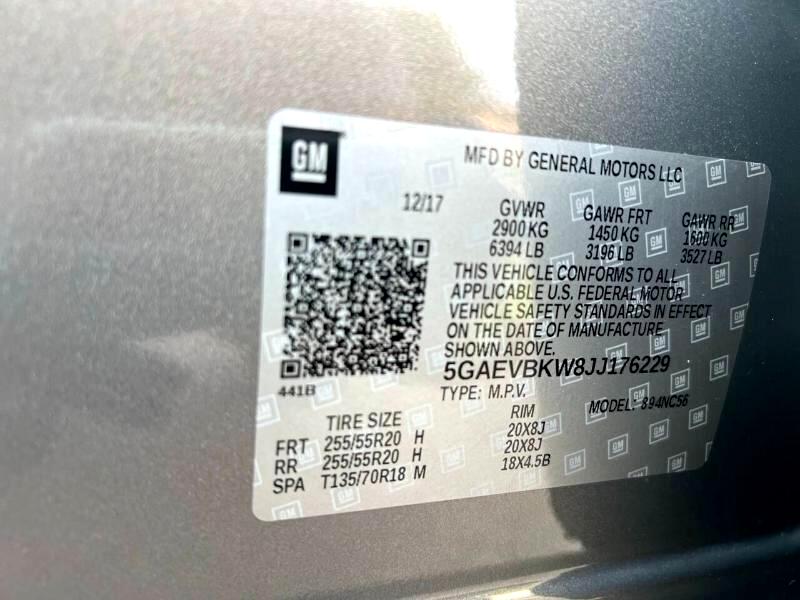 GM
MFD BY GENERAL MOTORS LLC
12/17
GVWR GAWR FRT GAWR RR
2900 KG 1450 KG 1600 KG
6394 LB 3196 LB 3527 LB
THIS VEHICLE CONFORMS TO ALL
APPLICABLE U.S. FEDERAL MOTOR
VEHICLE SAFETY STANDARDS IN EFFECT
ON THE DATE OF MANUFACTURE
SHOWN ABOVE.
5GAEVBKW8JJ176229
441B
TYPE: M.P.V. MODEL: 894NC56
TIRE SIZE RIM
FRT 255/55R20 H 20X8J
RR 255/55R20 H 20X8J
SPA T135/70R18 M 18X4.5B